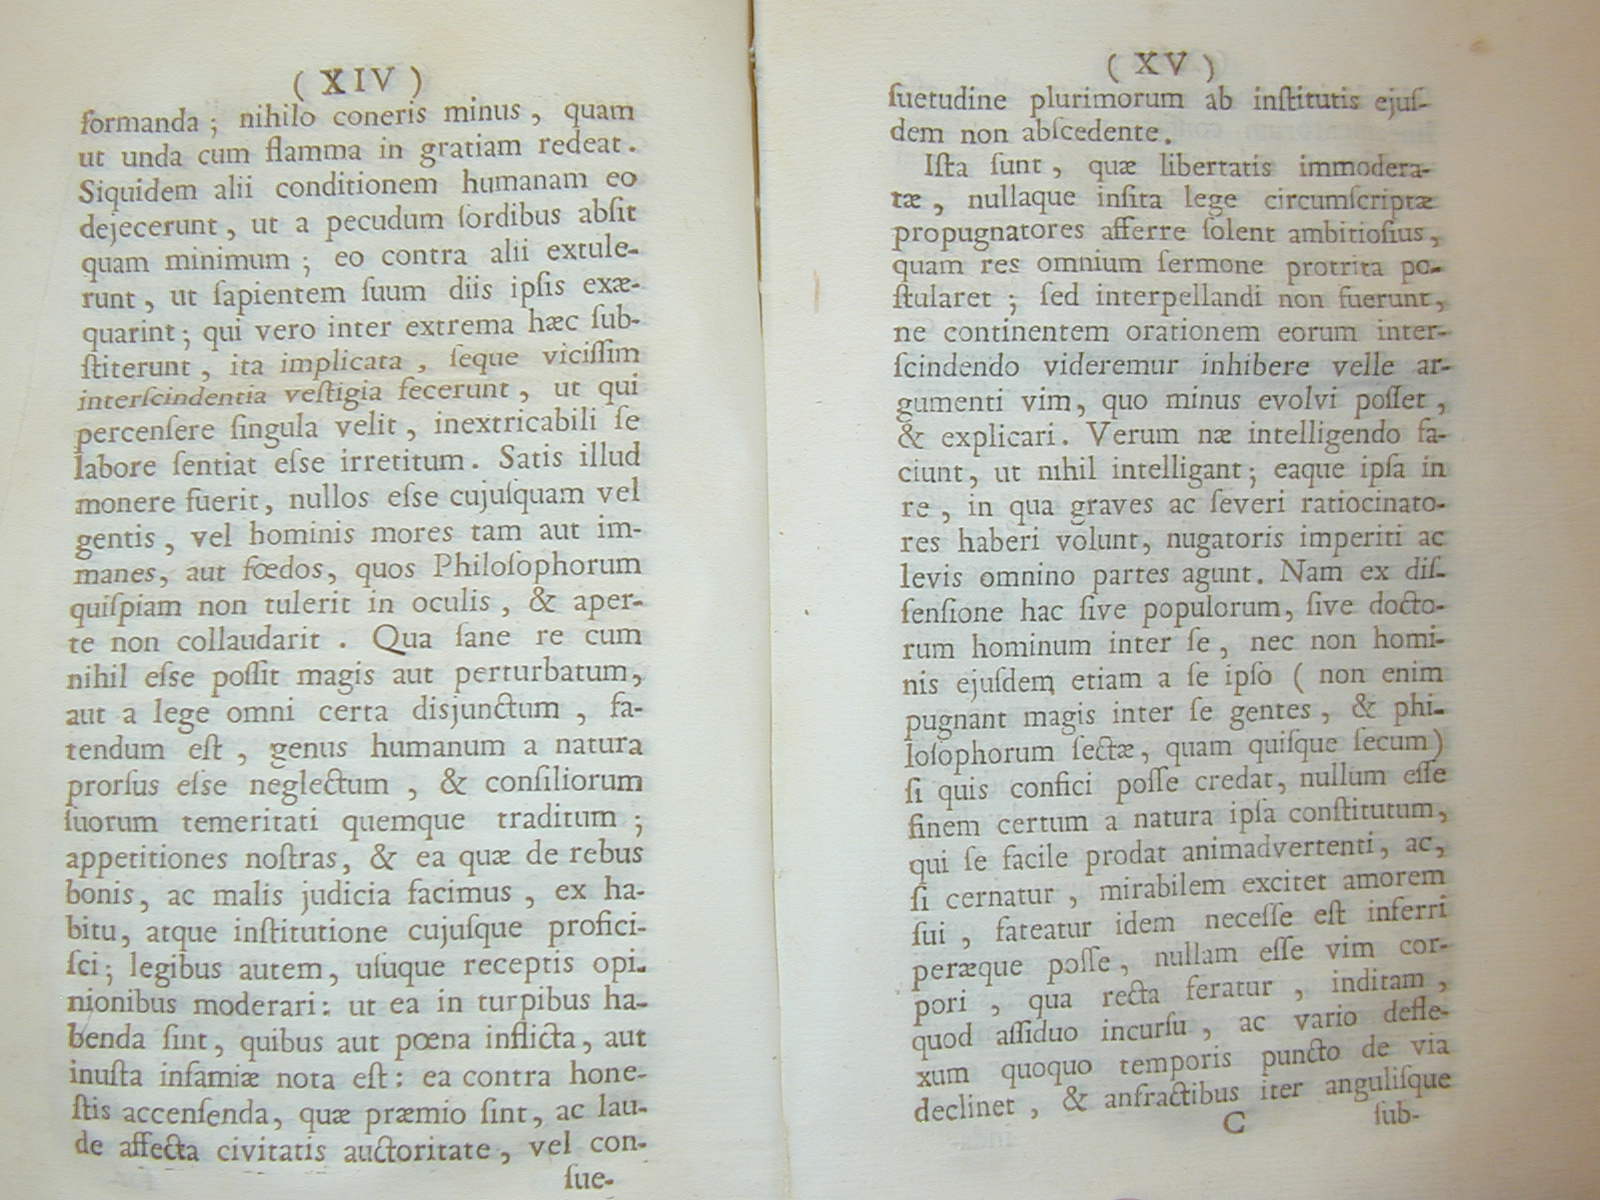 ( XIV )
formanda ; nihilo coneris minus , quam
ut unda cum flamma in gratiam redeat .
Siquidem alii conditionem humanam eo
dejecerunt , ut a pecudum ſordibus abſit
quam minimum ; eo contra alii extule-
runt , ut ſapientem ſuum diis ipſis exæ-
quarint ; qui vero inter extrema hæc ſub-
ſtiterunt , ita implicata , ſeque viciſſim
interſcindentia veſtigia fecerunt , ut qui
percenſere ſingula velit , inextricabili ſe
labore ſentiat eſſe irretitum . Satis illud
monere fuerit , nullos eſſe cujuſquam vel
gentis , vel hominis mores tam aut im-
manes, aut fœdos, quos Philoſophorum
quiſpiam non tulerit in oculis , & aper-
te non collaudarit . Qua ſane re cum
nihil eſſe poſſit magis aut perturbatum,
aut a lege omni certa disjunctum , fa-
tendum eſt , genus humanum a natura
prorſus eſſe neglectum , & conſiliorum
ſuorum temeritati quemque traditum ;
appetitiones noſtras, & ea quæ de rebus
bonis, ac malis judicia facimus , ex ha-
bitu, atque inſtitutione cujuſque profici-
ſci; legibus autem, uſuque receptis opi-
nionibus moderari: ut ea in turpibus ha-
benda ſint, quibus aut pœna inflicta, aut
inuſta infamiæ nota eſt: ea contra hone-
ſtis accenſenda, quæ præmio ſint, ac lau-
de affecta civitatis auctoritate, vel con-
ſue-
( XV )
ſuetudine plurimorum ab inſtitutis ejuſ-
dem non abſcedente .
Iſta ſunt , quæ libertatis immodera-
tæ , nullaque inſita lege circumſcriptæ
propugnatores afferre ſolent ambitioſius,
quam res omnium ſermone protrita po-
ſtularet ; ſed interpellandi non fuerunt,
ne continentem orationem eorum inter-
ſcindendo videremur inhibere velle ar-
gumenti vim, quo minus evolvi poſſet ,
& explicari . Verum næ intelligendo fa-
ciunt, ut nihil intelligant; eaque ipſa in
re , in qua graves ac ſeveri ratiocinato-
res haberi volunt, nugatoris imperiti ac
levis omnino partes agunt. Nam ex diſ-
ſenſione hac ſive populorum, ſive docto-
rum hominum inter ſe , nec non homi-
nis ejuſdem etiam a ſe ipſo ( non enim
pugnant magis inter ſe gentes , & phi-
loſophorum ſectæ, quam quiſque ſecum)
ſi quis confici poſſe credat, nullum eſſe
finem certum a natura ipſa conſtitutum,
qui ſe facile prodat animadvertenti, ac,
ſi cernatur , mirabilem excitet amorem
ſui , fateatur idem neceſſe eſt inferri
peræque poſſe , nullam eſſe vim cor-
pori , qua recta feratur , inditam ,
quod aſſiduo incurſu , ac vario defle-
xum quoquo temporis puncto de via
declinet , & anfractibus iter anguliſque
C
ſub-